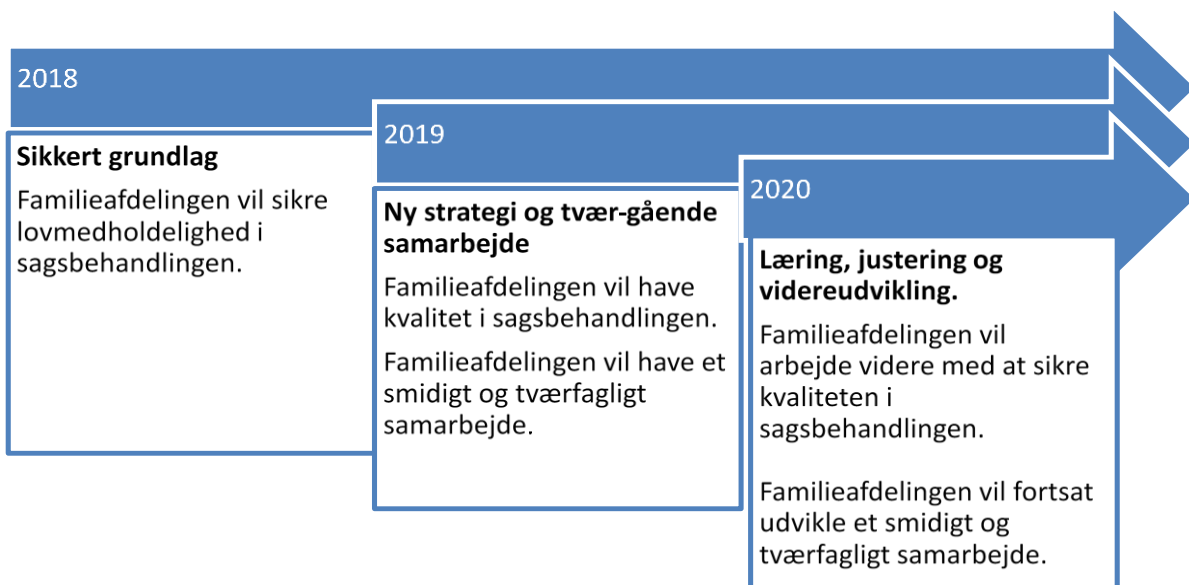 2018
Sikkert grundlag
Familieafdelingen vil sikre
lovmedholdelighed i
sagsbehandlingen.
2019
Ny strategi og tvær-gående
samarbejde
Familieafdelingen vil have
kvalitet i sagsbehandlingen.
Familieafdelingen vil have et
smidigt og tværfagligt
samarbejde.
2020
Læring, justering og
videreudvikling.
Familieafdelingen vil
arbejde videre med at sikre
kvaliteten i
sagsbehandlingen.
Familieafdelingen vil fortsat
udvikle et smidigt og
tværfagligt samarbejde.